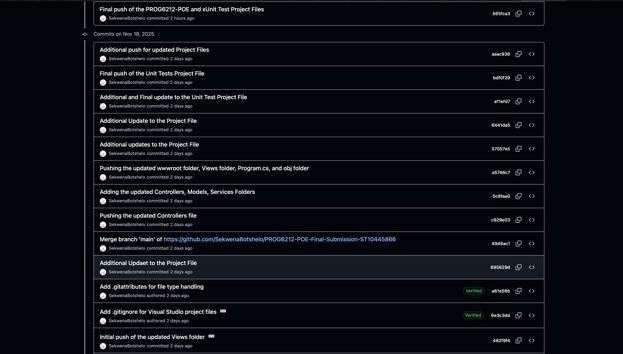 Final push of the PROG6212-POE and xUnit Test Project Files
SekwenaBotshelo committed 2 hours ago
565fca3
Commits on Nov 18, 2025
Additional push for updated Project Files
SekwenaBotshelo committed 2 days ago
aaac936
Final push of the Unit Tests Project File
SekwenaBotshelo committed 2 days ago
bdf0f29
Additional and Final update to the Unit Test Project File
SekwenaBotshelo committed 2 days ago
af1efd7
Additional Update to the Project File
SekwenaBotshelo committed 2 days ago
6441da5
Additional updates to the Project File
SekwenaBotshelo committed 2 days ago
57057e5
Pushing the updated wwwroot folder, Views folder, Program.cs, and obj folder
SekwenaBotshelo committed 2 days ago
a5746c7
Adding the updated Controllers, Models, Services Folders
SekwenaBotshelo committed 2 days ago
0c8faa0
Pushing the updated Controllers file
SekwenaBotshelo committed 2 days ago
c929e03
Merge branch 'main' of https://github.com/SekwenaBotshelo/PROG6212-POE-Final-Submission-ST10445866
SekwenaBotshelo committed 2 days ago
4946ac1
Additional Updaet to the Project File
SekwenaBotshelo committed 2 days ago
695629d
Add .gitattributes for file type handling
SekwenaBotshelo authored 2 days ago
Verified
a61e56b
Add .gitignore for Visual Studio project files
SekwenaBotshelo authored 2 days ago
Verified
6e3c3dd
Initial push of the updated Views folder
SekwenaBotshelo committed 2 days ago
482f9f4